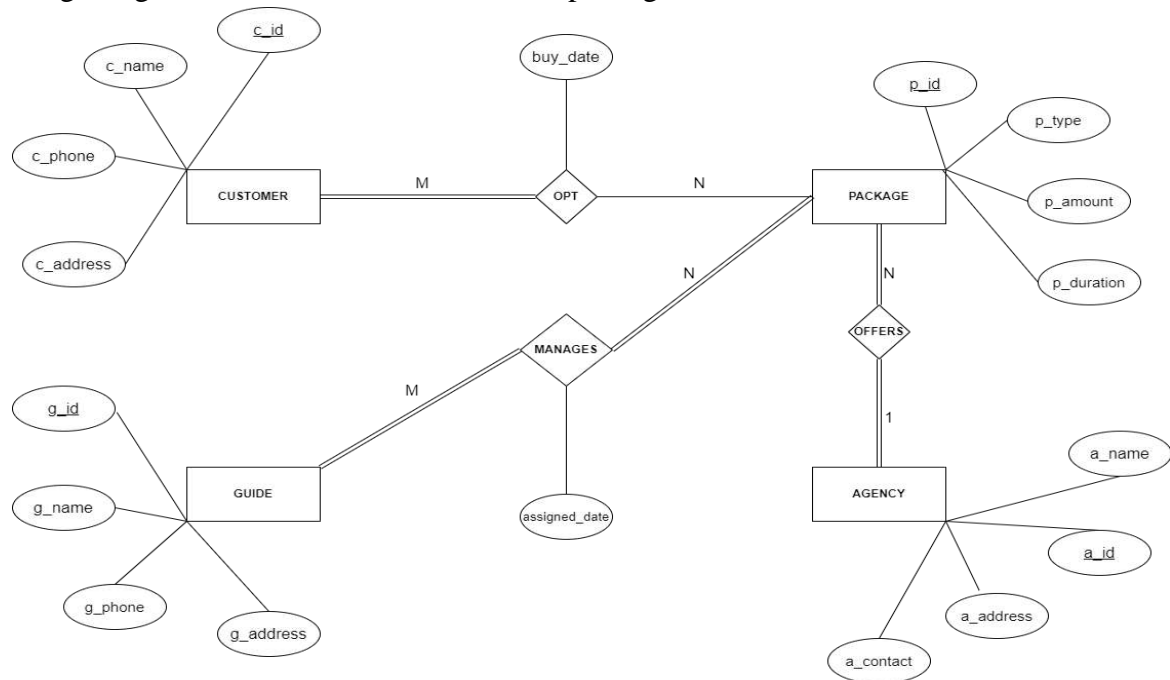 c_id
c_name
buy_date
p_id
p_type
c_phone
M
N
CUSTOMER
OPT
PACKAGE
p_amount
c_address
N
N
p_duration
OFFERS
MANAGES
M
g_id
1
a_name
GUIDE
AGENCY
g_name
assigned_date
a_id
g_phone
a_address
g_address
a_contact